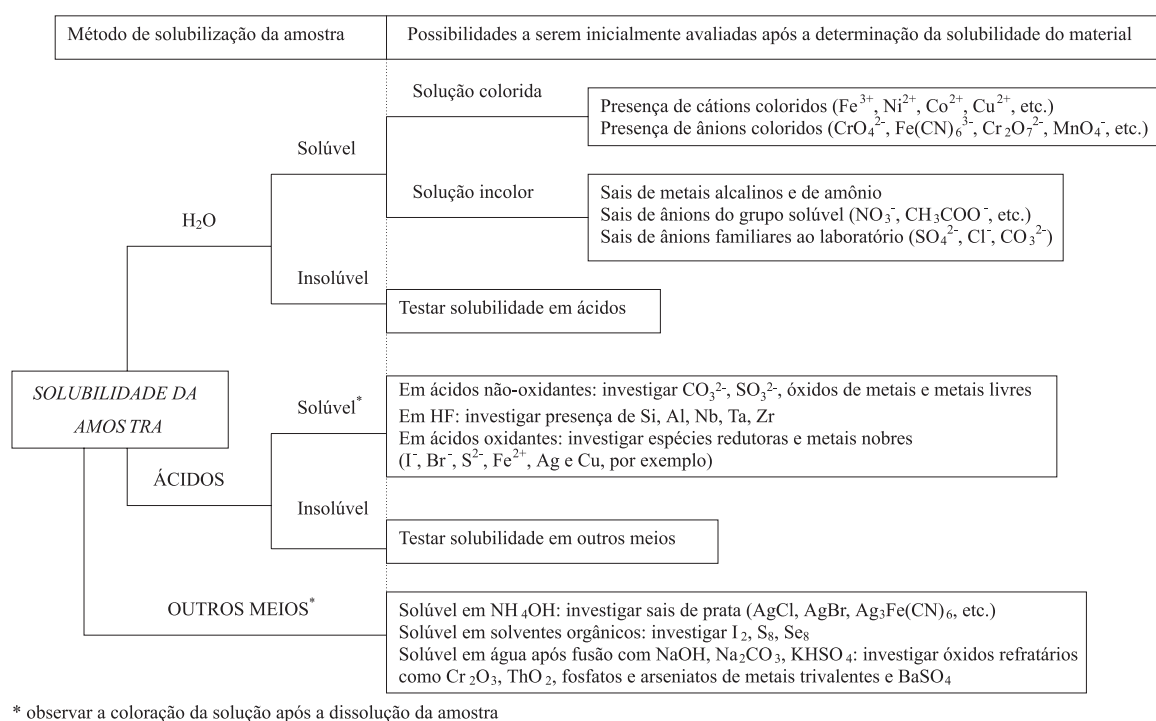 Método de solubilização da amostra
Possibilidades a serem inicialmente avaliadas após a determinação da solubilidade do material
Solução colorida
Presença de cátions coloridos (Fe³⁺, Ni²⁺, Co²⁺, Cu²⁺, etc.)
Presença de ânions coloridos (CrO₄²⁻, Fe(CN)₆³⁻, Cr₂O₇²⁻, MnO₄⁻, etc.)
Solúvel
Solução incolor
Sais de metais alcalinos e de amônio
Sais de ânions do grupo solúvel (NO₃⁻, CH₃COO⁻, etc.)
Sais de ânions familiares ao laboratório (SO₄²⁻, Cl⁻, CO₃²⁻)
H₂O
Insolúvel
Testar solubilidade em ácidos
SOLUBILIDADE DA
AMOSTRA
Solúvel*
Em ácidos não-oxidantes: investigar CO₃²⁻, SO₃²⁻, óxidos de metais e metais livres
Em HF: investigar presença de Si, Al, Nb, Ta, Zr
Em ácidos oxidantes: investigar espécies redutoras e metais nobres
(I⁻, Br⁻, S²⁻, Fe²⁺, Ag e Cu, por exemplo)
ÁCIDOS
Insolúvel
Testar solubilidade em outros meios
OUTROS MEIOS*
Solúvel em NH₄OH: investigar sais de prata (AgCl, AgBr, Ag₃Fe(CN)₆, etc.)
Solúvel em solventes orgânicos: investigar I₂, S₈, Se₈
Solúvel em água após fusão com NaOH, Na₂CO₃, KHSO₄: investigar óxidos refratários
como Cr₂O₃, ThO₂, fosfatos e arseniatos de metais trivalentes e BaSO₄
* observar a coloração da solução após a dissolução da amostra